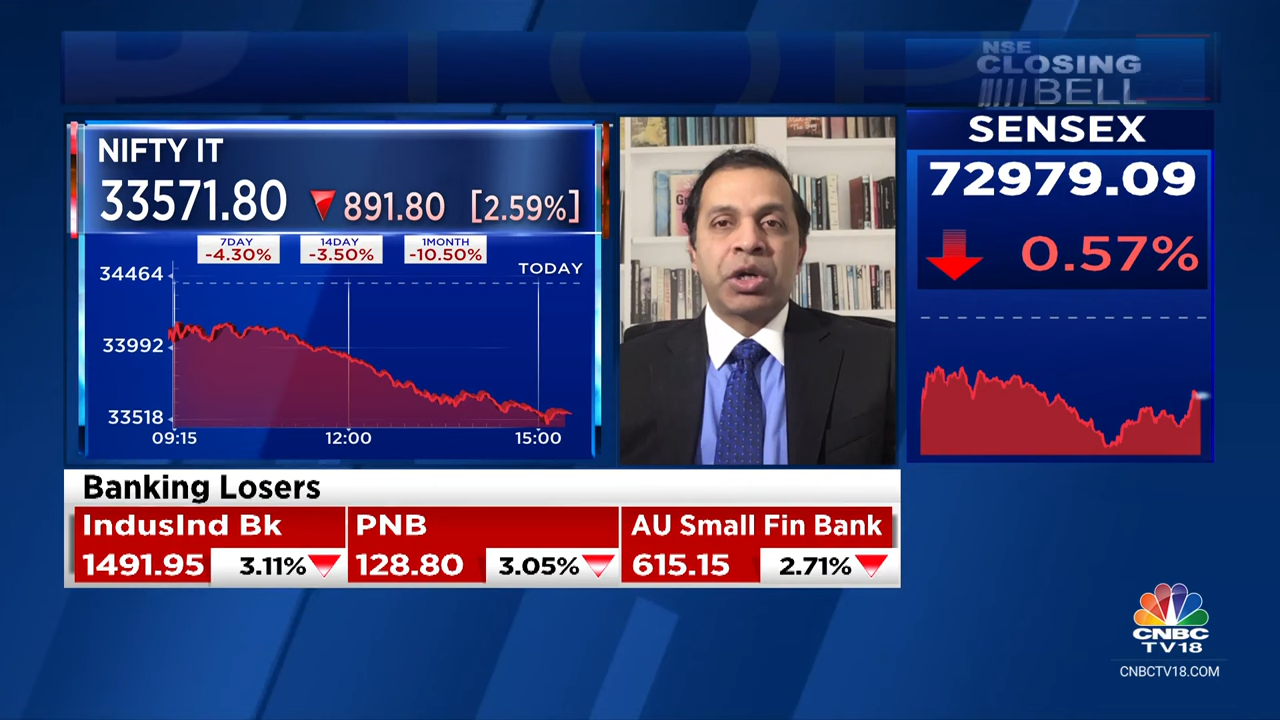 NSE
CLOSING
BELL
NIFTY IT
33571.80 891.80 [2.59%]
7DAY
-4.30%
14DAY
-3.50%
1MONTH
-10.50%
TODAY
34464
33992
33518
09:15 12:00 15:00
SENSEX
72979.09
0.57%
Banking Losers
IndusInd Bk
1491.95 3.11%
PNB
128.80 3.05%
AU Small Fin Bank
615.15 2.71%
CNBC
TV18
CNBCTV18.COM